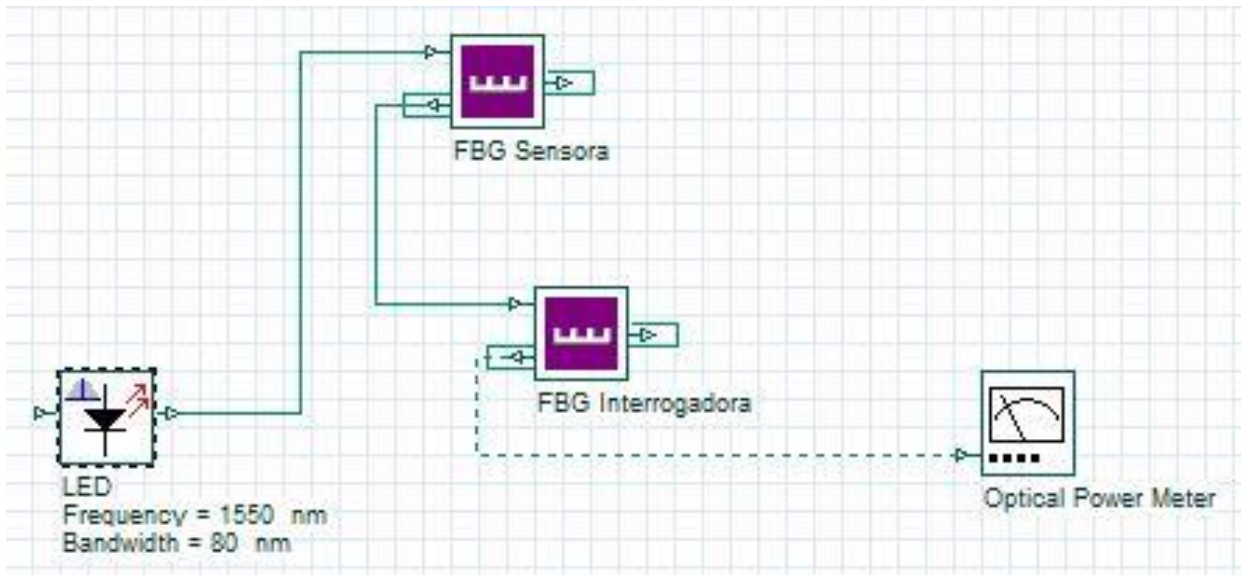 FBG Sensora
FBG Interrogadora
LED
Frequency = 1550 nm
Bandwidth = 80 nm
Optical Power Meter